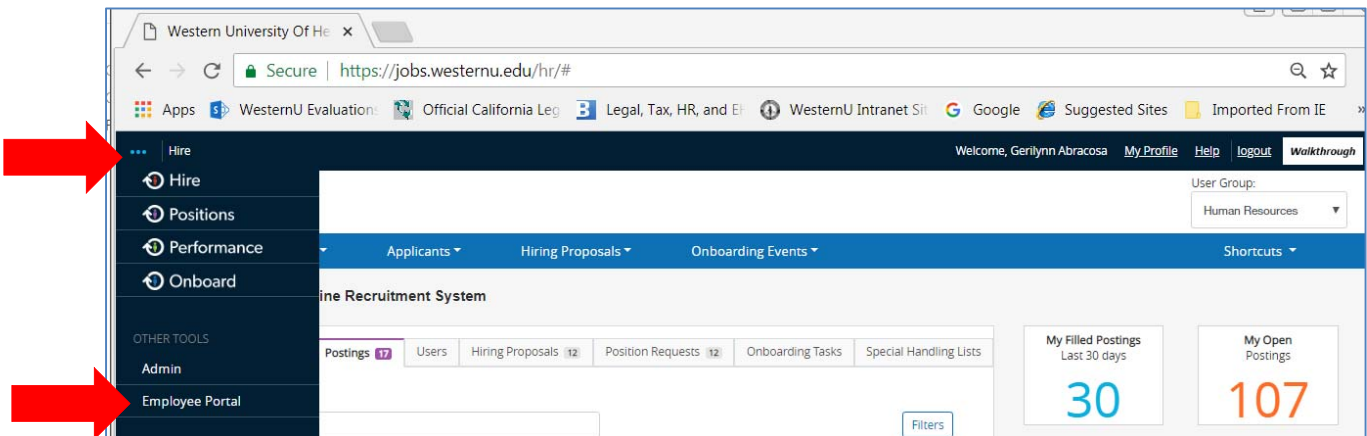 Western University Of He
Secure | https://jobs.westernu.edu/hr/#
Apps WesternU Evaluation Official California Leg Legal, Tax, HR, and E WesternU Intranet Sit Google Suggested Sites Imported From IE »
Hire Welcome, Gerilynn Abracosa My Profile Help logout Walkthrough
Hire
User Group:
Positions
Human Resources
Performance
Applicants Hiring Proposals Onboarding Events Shortcuts
Onboard
ine Recruitment System
OTHER TOOLS
Postings 17 Users Hiring Proposals 12 Position Requests 12 Onboarding Tasks Special Handling Lists
My Filled Postings
Last 30 days
30
My Open
Postings
107
Admin
Employee Portal
Filters